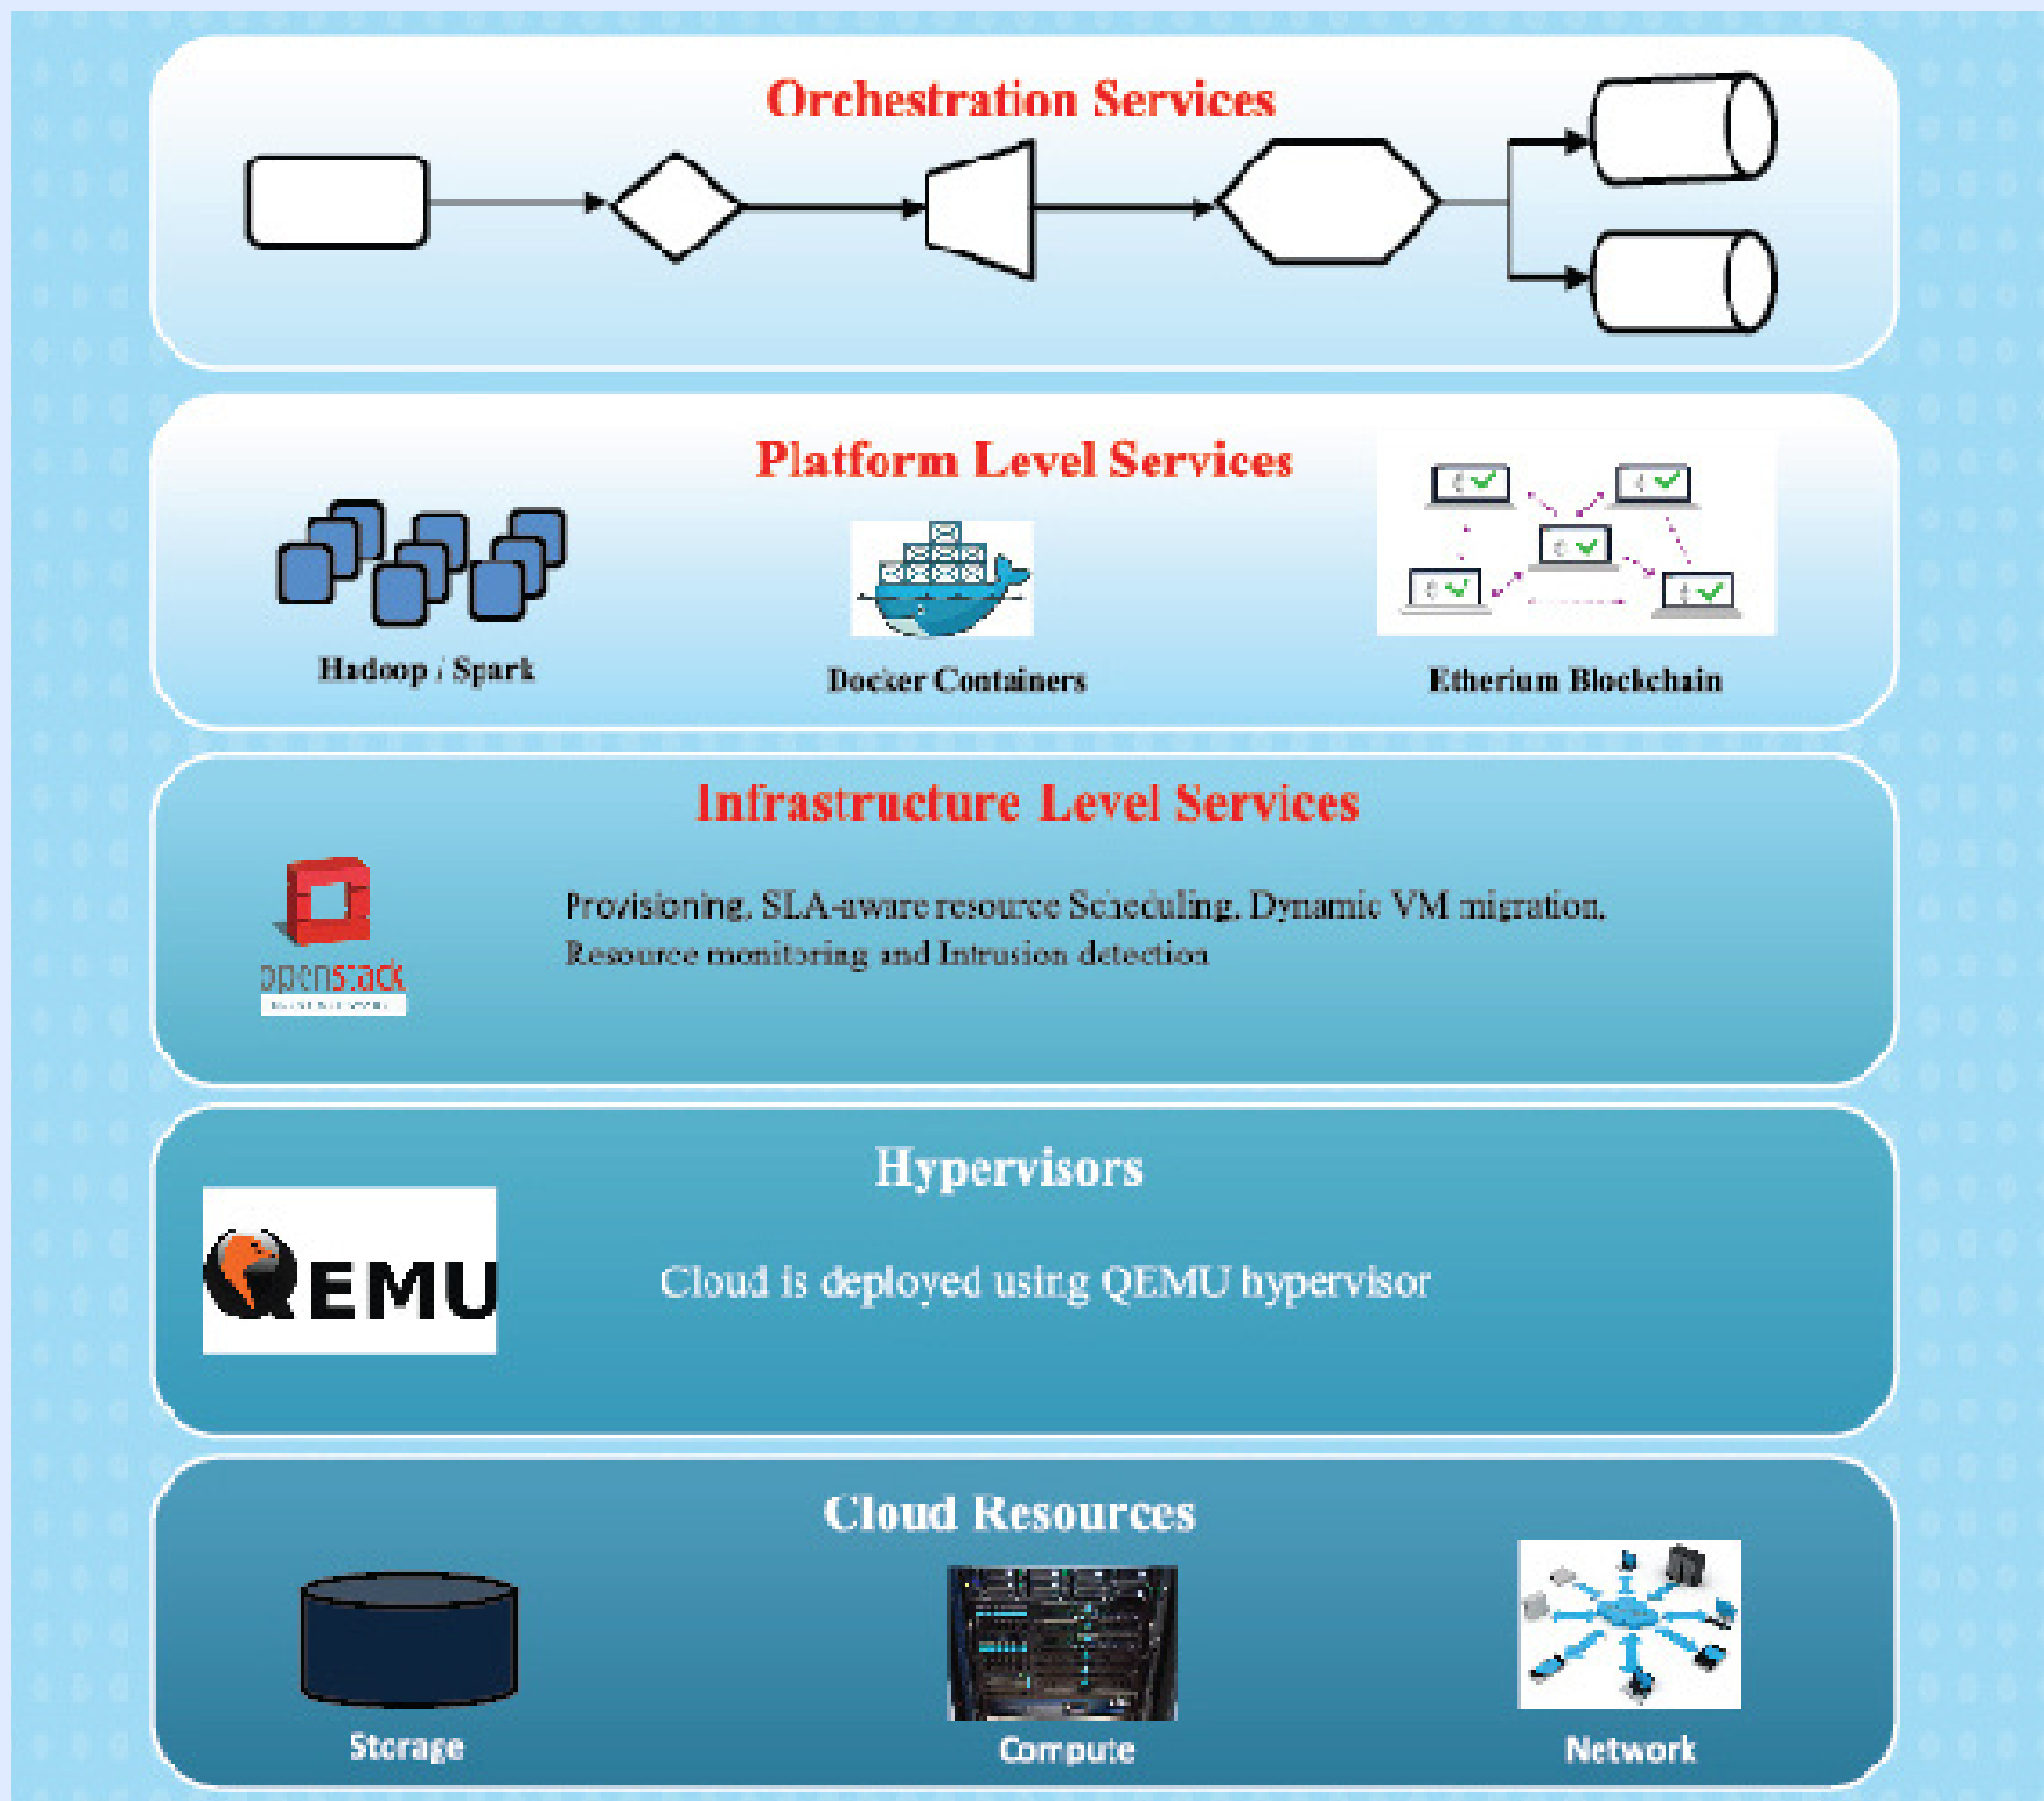 Orchestration Services
Platform Level Services
Hadoop / Spark
Docker Containers
Etherium Blockchain
Infrastructure Level Services
openstack
Provisioning, SLA-aware resource Scheduling, Dynamic VM migration,
Resource monitoring and Intrusion detection
Hypervisors
QEMU
Cloud is deployed using QEMU hypervisor
Cloud Resources
Storage
Compute
Network